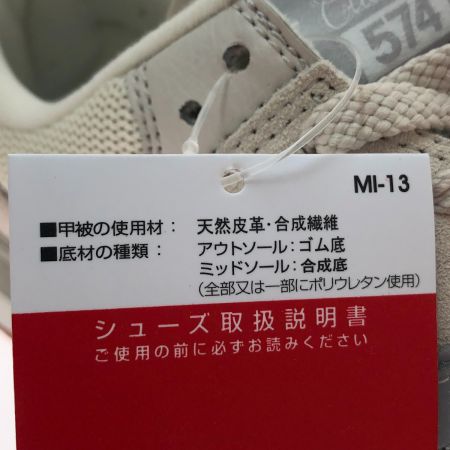 574
MI-13
■甲被の使用材： 天然皮革・合成繊維
■底材の種類： アウトソール：ゴム底
ミッドソール：合成底
（全部又は一部にポリウレタン使用）
シューズ取扱説明書
ご使用の前に必ずお読みください